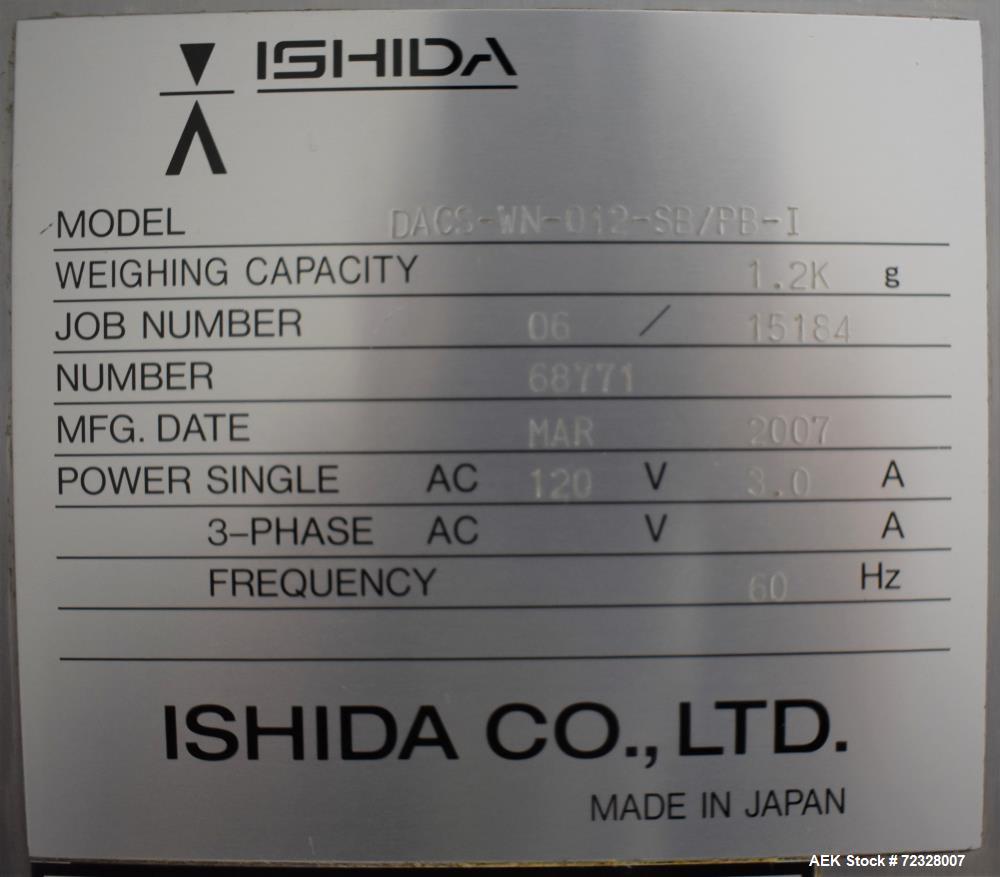 ISHIDA
MODEL DACS-WN-012-SB/PB-I
WEIGHING CAPACITY 1.2K g
JOB NUMBER 06 / 15184
NUMBER 68771
MFG. DATE MAR 2007
POWER SINGLE AC 120 V 3.0 A
3-PHASE AC V A
FREQUENCY 60 Hz
ISHIDA CO., LTD.
MADE IN JAPAN
AEK Stock # 72328007